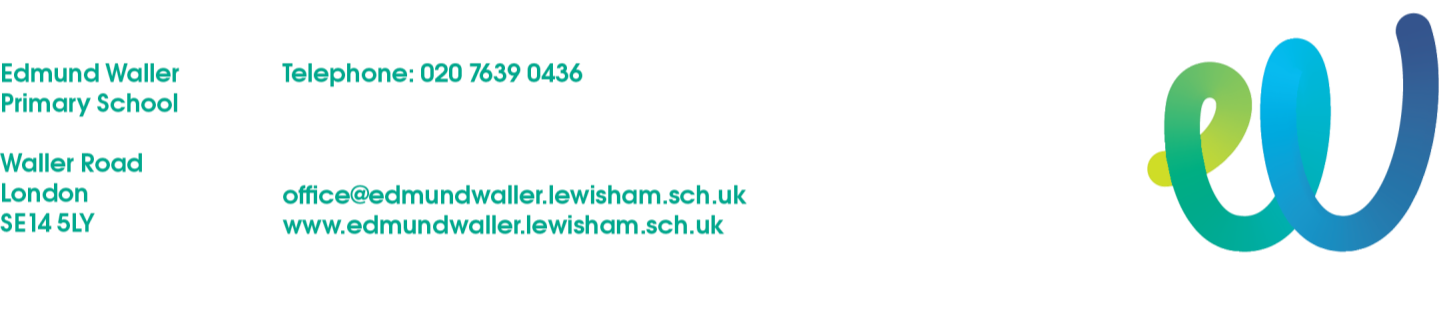 Edmund Waller
Primary School
Waller Road
London
SE14 5LY
Telephone: 020 7639 0436
office@edmundwaller.lewisham.sch.uk
www.edmundwaller.lewisham.sch.uk
ew